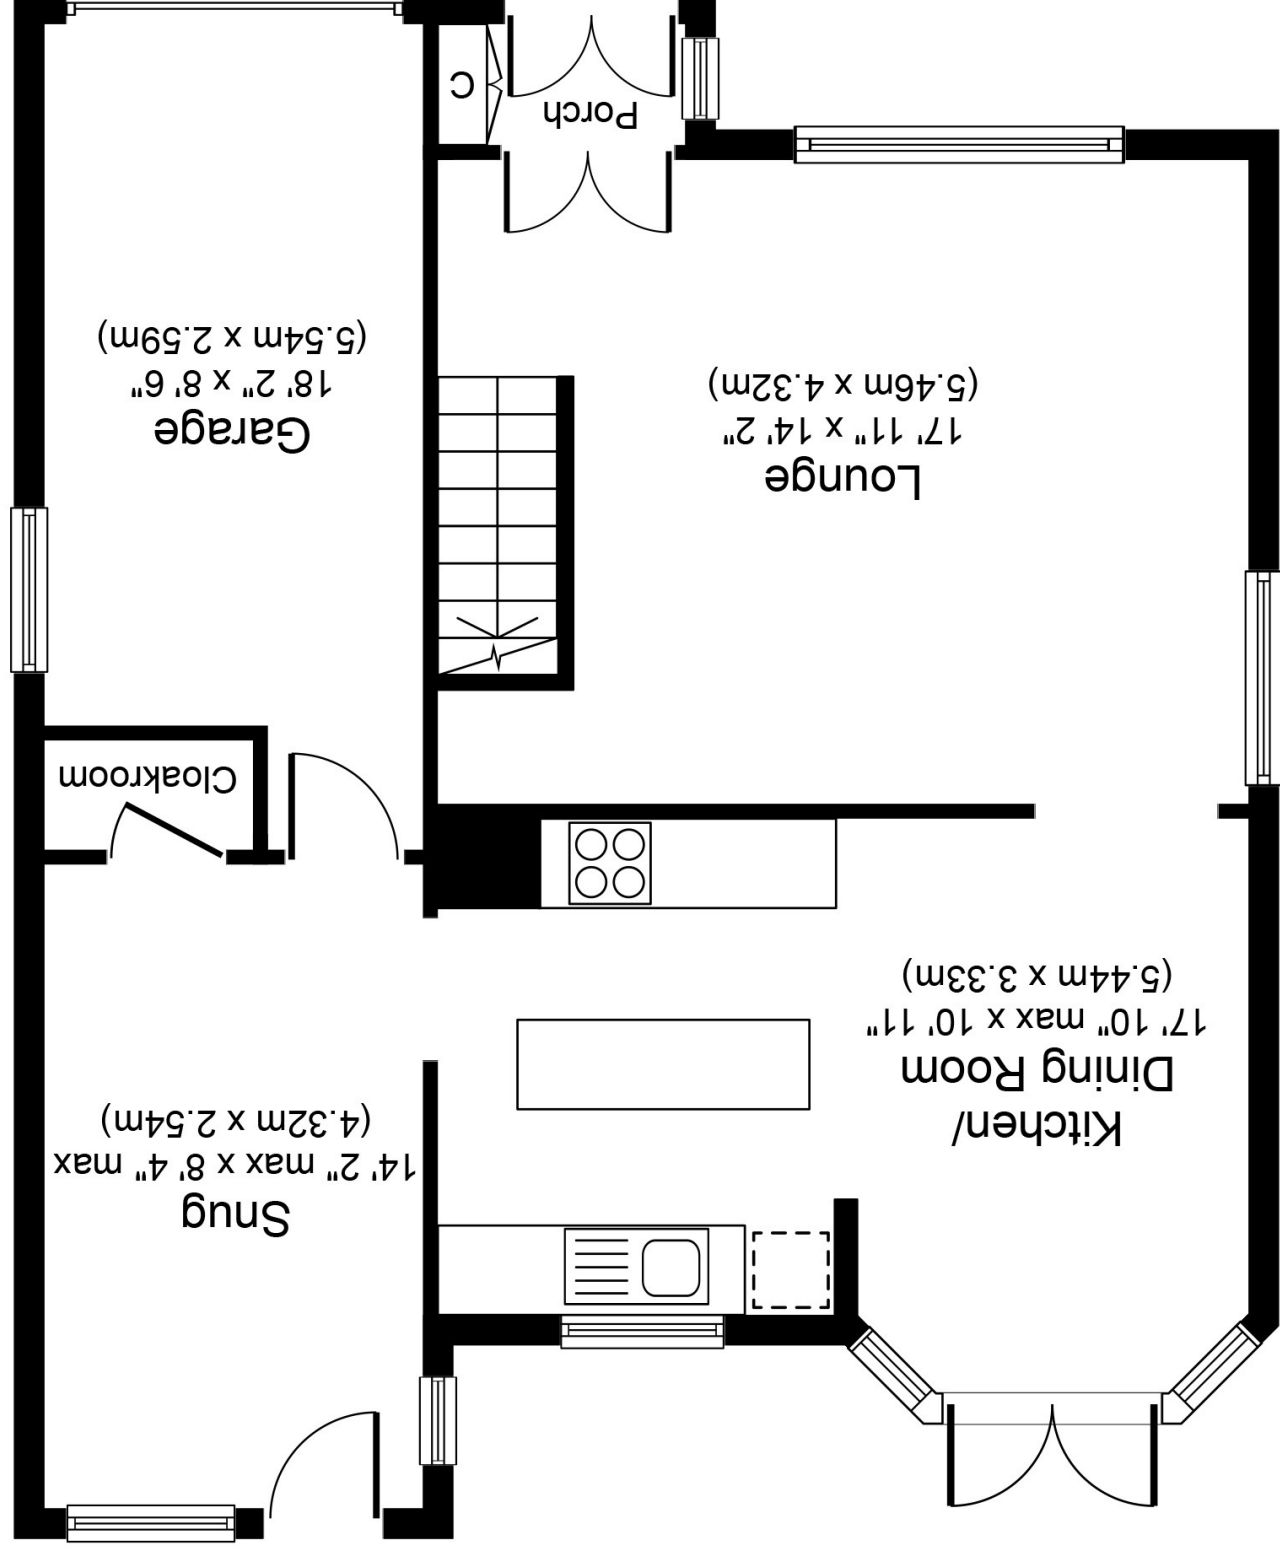 Snug
14' 2" max x 8' 4" max
(4.32m x 2.54m)
Kitchen/
Dining Room
17' 10" max x 10' 11"
(5.44m x 3.33m)
Cloakroom
Lounge
17' 11" x 14' 2"
(5.46m x 4.32m)
Garage
18' 2" x 8' 6"
(5.54m x 2.59m)
Porch
C